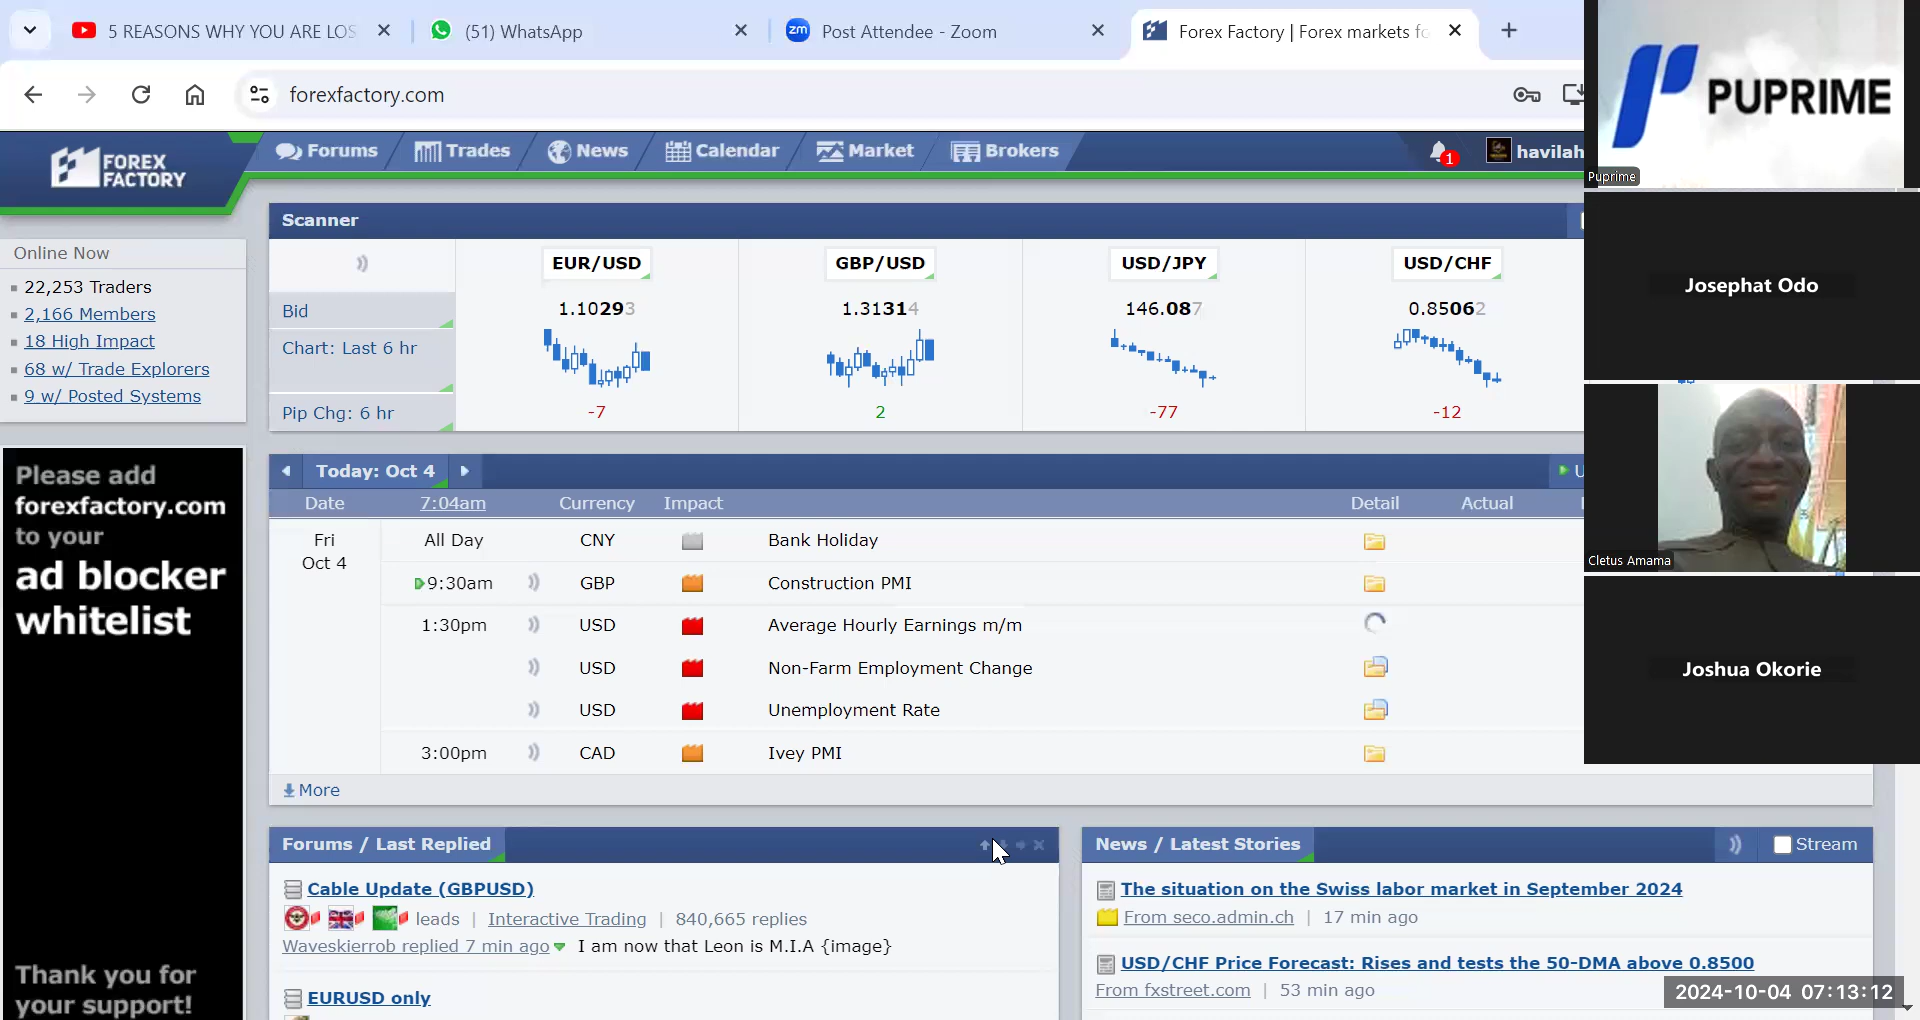 5 REASONS WHY YOU ARE LOS
(51) WhatsApp
zm
Post Attendee - Zoom
Forex Factory | Forex markets fo
forexfactory.com
FOREX
FACTORY
Forums
Trades
News
Calendar
Market
Brokers
1
havilah
Scanner
Online Now
22,253 Traders
2,166 Members
18 High Impact
68 w/ Trade Explorers
9 w/ Posted Systems
EUR/USD
GBP/USD
USD/JPY
USD/CHF
Bid
1.10293
1.31314
146.087
0.85062
Chart: Last 6 hr
Pip Chg: 6 hr
-7
2
-77
-12
Please add
forexfactory.com
to your
ad blocker
whitelist
Thank you for
your support!
Today: Oct 4
U
Date
7:04am
Currency
Impact
Detail
Actual
Fri
Oct 4
All Day
CNY
Bank Holiday
9:30am
GBP
Construction PMI
1:30pm
USD
Average Hourly Earnings m/m
USD
Non-Farm Employment Change
USD
Unemployment Rate
3:00pm
CAD
Ivey PMI
More
Forums / Last Replied
Cable Update (GBPUSD)
leads | Interactive Trading | 840,665 replies
Waveskierrob replied 7 min ago I am now that Leon is M.I.A {image}
EURUSD only
News / Latest Stories
Stream
The situation on the Swiss labor market in September 2024
From seco.admin.ch | 17 min ago
USD/CHF Price Forecast: Rises and tests the 50-DMA above 0.8500
From fxstreet.com | 53 min ago
PUPRIME
Puprime
Josephat Odo
Cletus Amama
Joshua Okorie
2024-10-04 07:13:12